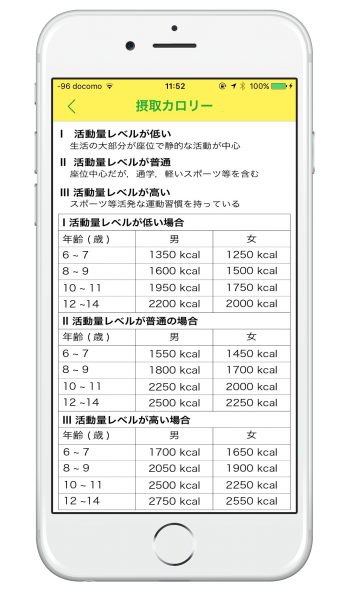 -96 docomo 11:52 100%
摂取カロリー
I 活動量レベルが低い
生活の大部分が座位で静的な活動が中心
II 活動量レベルが普通
座位中心だが，通学，軽いスポーツ等を含む
III 活動量レベルが高い
スポーツ等活発な運動習慣を持っている
I 活動量レベルが低い場合
年齢 ( 歳 ) 男 女
6 ~ 7 1350 kcal 1250 kcal
8 ~ 9 1600 kcal 1500 kcal
10 ~ 11 1950 kcal 1750 kcal
12 ~14 2200 kcal 2000 kcal
II 活動量レベルが普通の場合
年齢 ( 歳 ) 男 女
6 ~ 7 1550 kcal 1450 kcal
8 ~ 9 1800 kcal 1700 kcal
10 ~ 11 2250 kcal 2000 kcal
12 ~14 2500 kcal 2250 kcal
III 活動量レベルが高い場合
年齢 ( 歳 ) 男 女
6 ~ 7 1700 kcal 1650 kcal
8 ~ 9 2050 kcal 1900 kcal
10 ~ 11 2500 kcal 2250 kcal
12 ~14 2750 kcal 2550 kcal